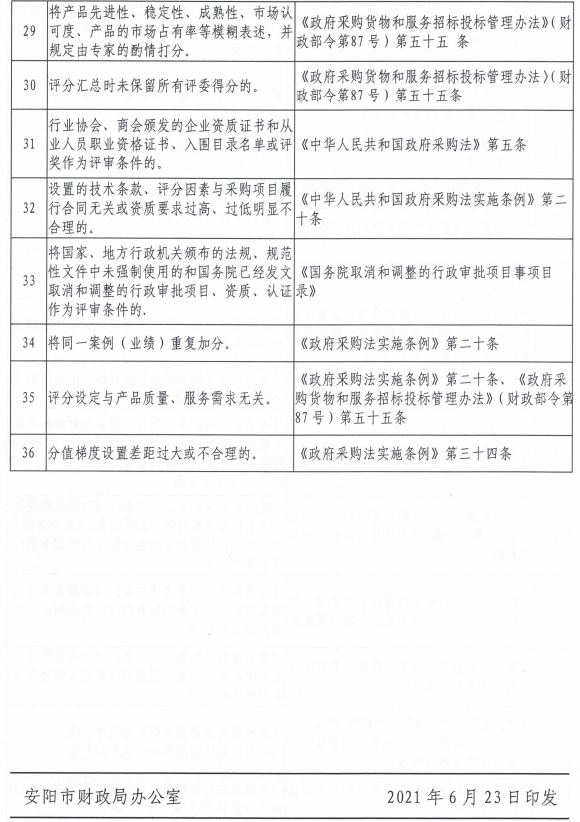 29
将产品先进性、稳定性、成熟性、市场认
可度、产品的市场占有率等模糊表述，并
规定由专家的酌情打分。
《政府采购货物和服务招标投标管理办法》（财
政部令第87号）第五十五 条
30
评分汇总时未保留所有评委得分的。
《政府采购货物和服务招标投标管理办法》（财
政部令第87号）第五十五条
31
行业协会、商会颁发的企业资质证书和从
业人员职业资格证书、入围目录名单或评
奖作为评审条件的。
《中华人民共和国政府采购法》第五条
32
设置的技术条款、评分因素与采购项目履
行合同无关或资质要求过高、过低明显不
合理的。
《中华人民共和国政府采购法实施条例》第二
十条
33
将国家、地方行政机关颁布的法规、规范
性文件中未强制使用的和国务院已经发文
取消和调整的行政审批项目、资质、认证
作为评审条件的.
《国务院取消和调整的行政审批项目事项目
录》
34
将同一案例（业绩）重复加分。
《政府采购法实施条例》第二十条
35
评分设定与产品质量、服务需求无关。
《政府采购法实施条例》第二十条、《政府采
购货物和服务招标投标管理办法》（财政部令第
87号）第五十五条
36
分值梯度设置差距过大或不合理的。
《政府采购法实施条例》第三十四条
安阳市财政局办公室
2021年6月23日印发